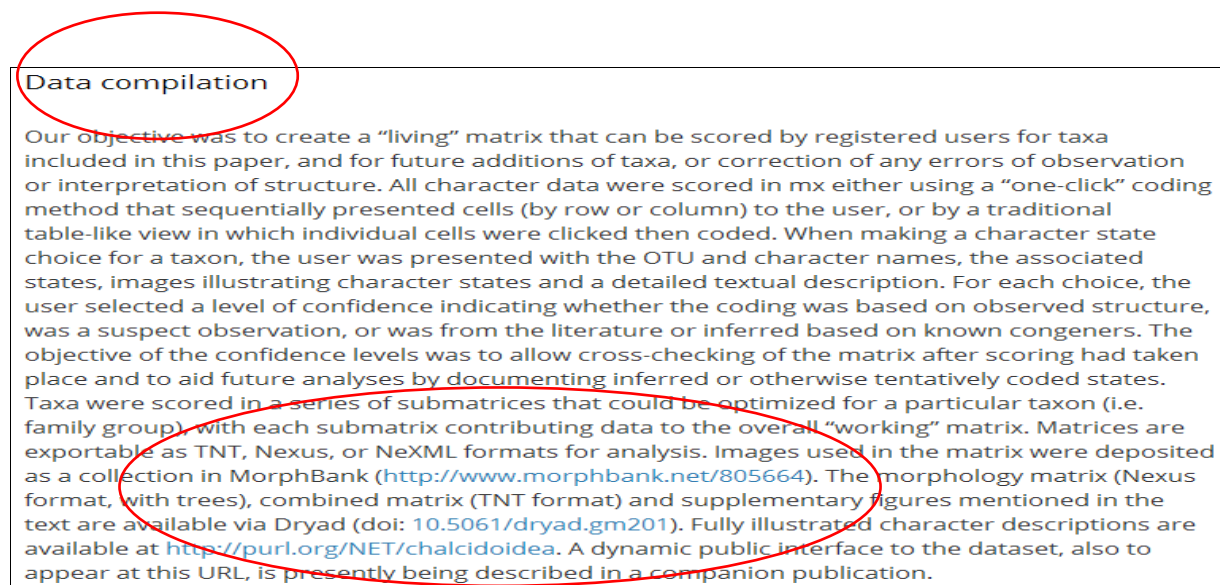 Data compilation
Our objective was to create a “living” matrix that can be scored by registered users for taxa
included in this paper, and for future additions of taxa, or correction of any errors of observation
or interpretation of structure. All character data were scored in mx either using a “one-click” coding
method that sequentially presented cells (by row or column) to the user, or by a traditional
table-like view in which individual cells were clicked then coded. When making a character state
choice for a taxon, the user was presented with the OTU and character names, the associated
states, images illustrating character states and a detailed textual description. For each choice, the
user selected a level of confidence indicating whether the coding was based on observed structure,
was a suspect observation, or was from the literature or inferred based on known congeners. The
objective of the confidence levels was to allow cross-checking of the matrix after scoring had taken
place and to aid future analyses by documenting inferred or otherwise tentatively coded states.
Taxa were scored in a series of submatrices that could be optimized for a particular taxon (i.e.
family group), with each submatrix contributing data to the overall “working” matrix. Matrices are
exportable as TNT, Nexus, or NeXML formats for analysis. Images used in the matrix were deposited
as a collection in MorphBank (http://www.morphbank.net/805664). The morphology matrix (Nexus
format, with trees), combined matrix (TNT format) and supplementary figures mentioned in the
text are available via Dryad (doi: 10.5061/dryad.gm201). Fully illustrated character descriptions are
available at http://purl.org/NET/chalcidoidea. A dynamic public interface to the dataset, also to
appear at this URL, is presently being described in a companion publication.